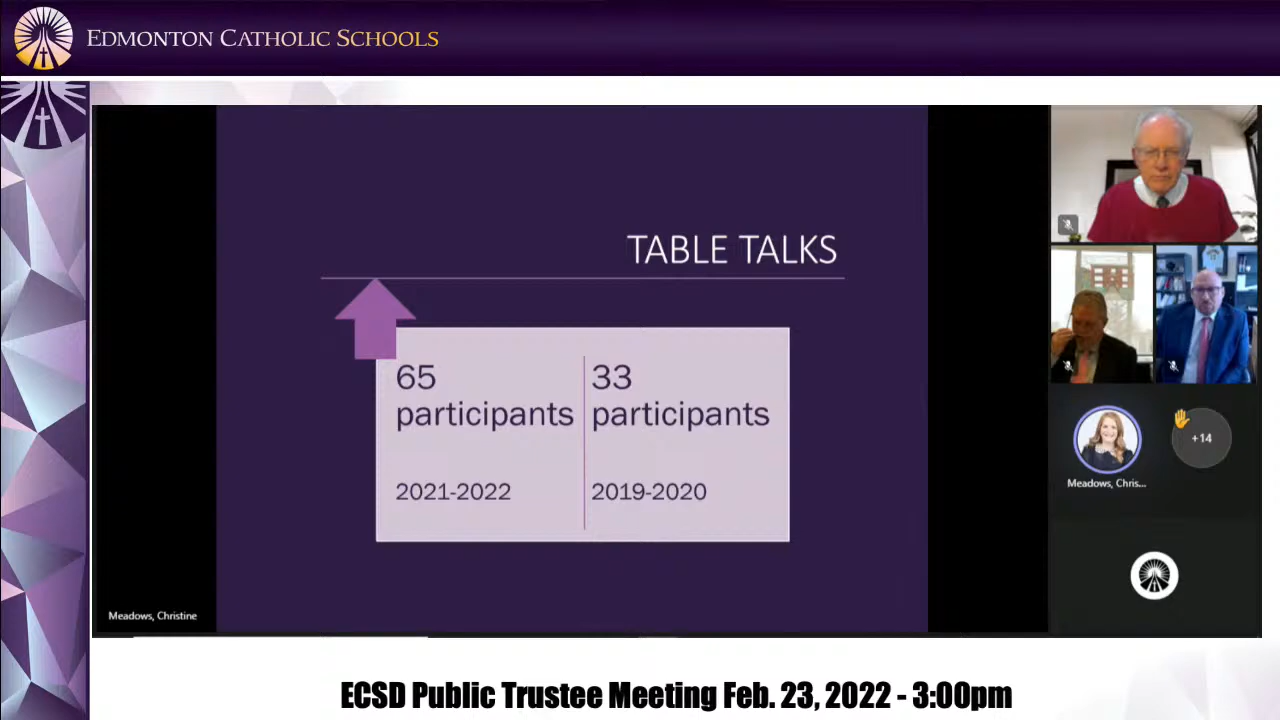 EDMONTON CATHOLIC SCHOOLS
TABLE TALKS
65
participants
2021-2022
33
participants
2019-2020
Meadows, Christine
Meadows, Chris...
+14
ECSD Public Trustee Meeting Feb. 23, 2022 - 3:00pm